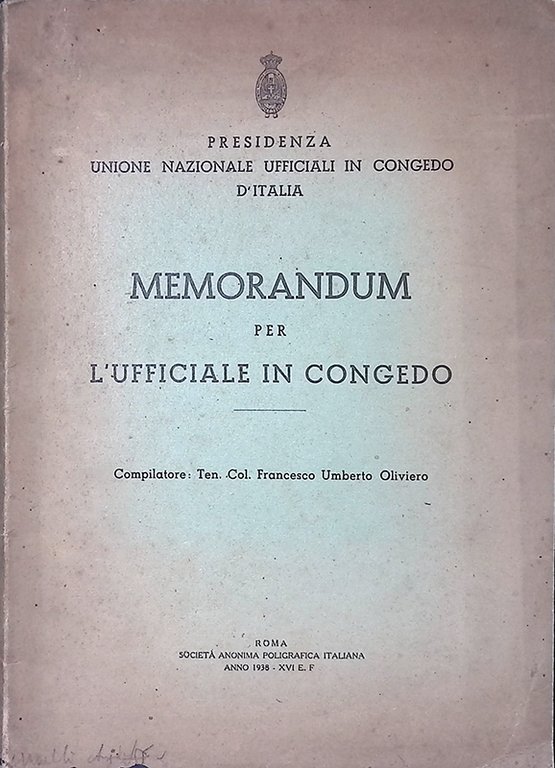 PRESIDENZA
UNIONE NAZIONALE UFFICIALI IN CONGEDO
D'ITALIA
MEMORANDUM
PER
L'UFFICIALE IN CONGEDO
Compilatore: Ten. Col. Francesco Umberto Oliviero
ROMA
SOCIETÀ ANONIMA POLIGRAFICA ITALIANA
ANNO 1938 - XVI E. F